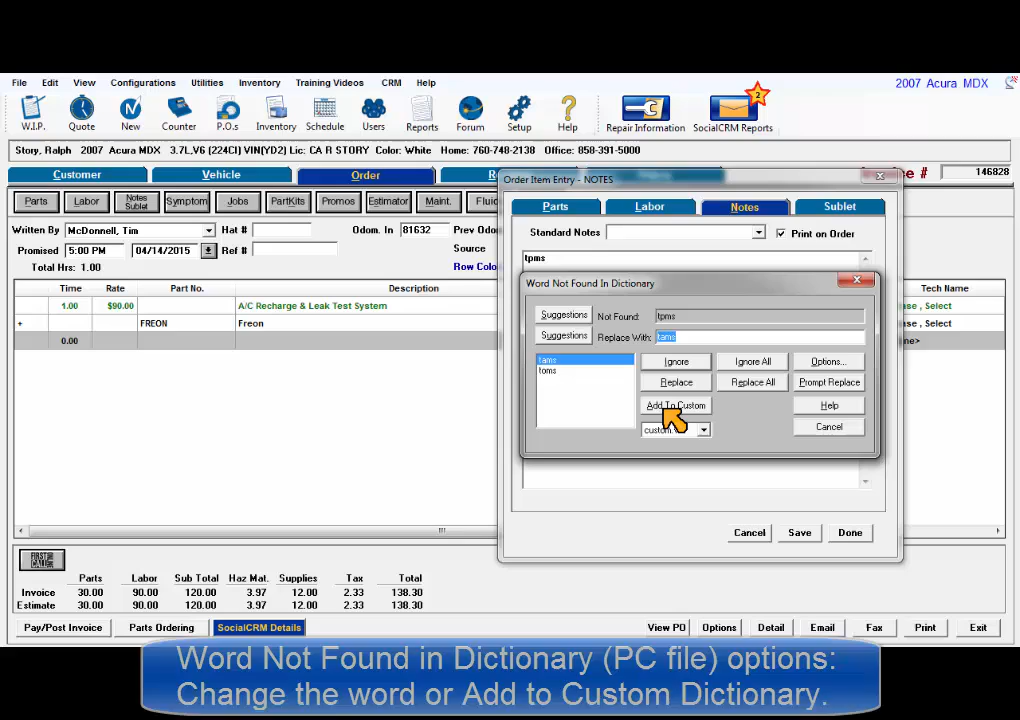 File Edit View Configurations Utilities Inventory Training Videos CRM Help 2007 Acura MDX
W.I.P. Quote New Counter P.O.s Inventory Schedule Users Reports Forum Setup Help Repair Information SocialCRM Reports
2
Story, Ralph 2007 Acura MDX 3.7L,V6 (224CI) VIN(YD2) Lic: CA R STORY Color: White Home: 760-748-2138 Office: 858-391-5000
Customer Vehicle Order
# 146828
Parts Labor Notes Sublet Symptom Jobs PartKits Promos Estimator Maint.
Written By McDonnell, Tim Hat # Odom. In 81632
Promised 5:00 PM 04/14/2015 Ref # Source
Total Hrs: 1.00
Time Rate Part No. Description Tech Name
1.00 $90.00 A/C Recharge & Leak Test System , Select
+ FREON Freon , Select
0.00
Order Item Entry - NOTES
Parts Labor Notes Sublet
Standard Notes Print on Order
tpms
Word Not Found In Dictionary
Suggestions Not Found: tpms
Suggestions Replace With: tams
tams
toms
Ignore Ignore All Options...
Replace Replace All Prompt Replace
Add To Custom Help
Cancel
Cancel Save Done
FIRST CALL
Parts Labor Sub Total Haz Mat. Supplies Tax Total
Invoice 30.00 90.00 120.00 3.97 12.00 2.33 138.30
Estimate 30.00 90.00 120.00 3.97 12.00 2.33 138.30
Pay/Post Invoice Parts Ordering SocialCRM Details View PO Options Detail Email Fax Print Exit
Word Not Found in Dictionary (PC file) options:
Change the word or Add to Custom Dictionary.